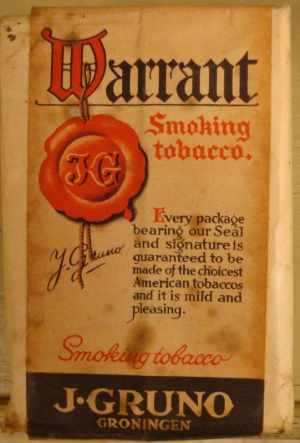 Warrant
Smoking
tobacco.
JG
Every package
bearing our Seal
and signature is
guaranteed to be
made of the choicest
American tobaccos
and it is mild and
pleasing.
J. Gruno
Smoking tobacco
J·GRUNO
GRONINGEN